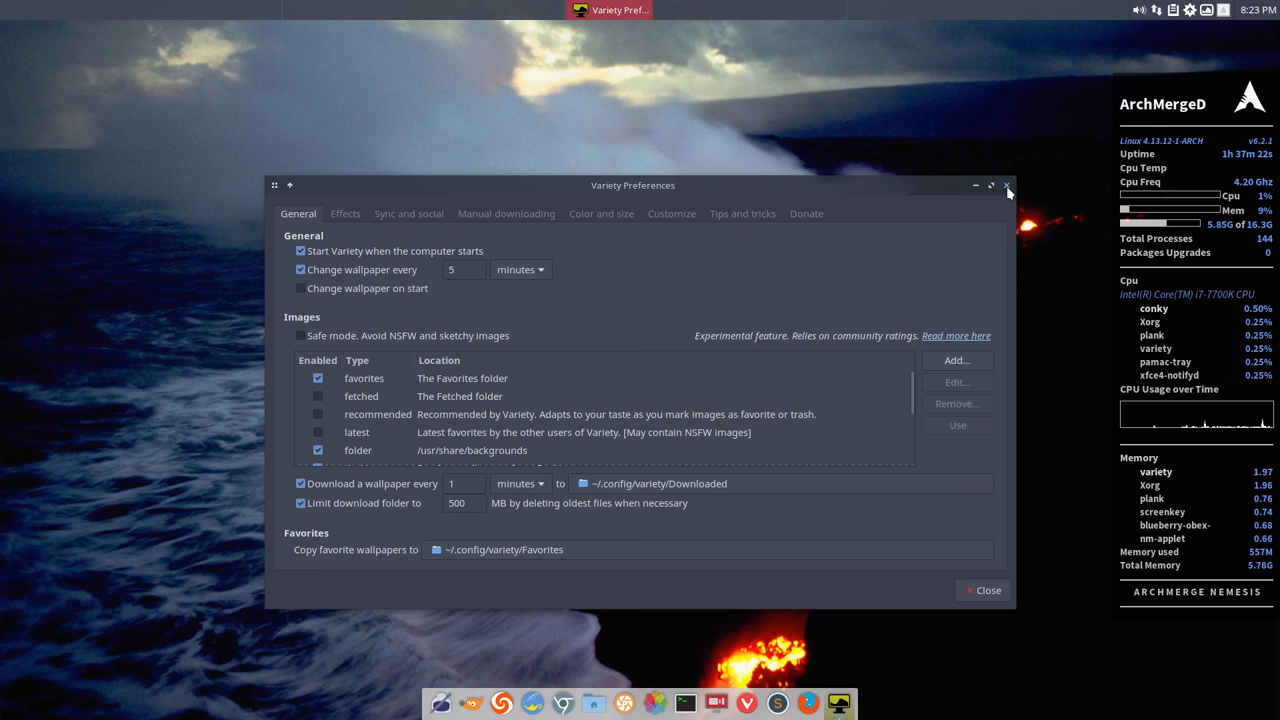 Variety Pref...
8:23 PM
Variety Preferences
General Effects Sync and social Manual downloading Color and size Customize Tips and tricks Donate
General
Start Variety when the computer starts
Change wallpaper every 5 minutes
Change wallpaper on start
Images
Safe mode. Avoid NSFW and sketchy images Experimental feature. Relies on community ratings. Read more here
Enabled Type Location
favorites The Favorites folder
fetched The Fetched folder
recommended Recommended by Variety. Adapts to your taste as you mark images as favorite or trash.
latest Latest favorites by the other users of Variety. [May contain NSFW images]
folder /usr/share/backgrounds
Add...
Edit...
Remove...
Use
Download a wallpaper every 1 minutes to ~/.config/variety/Downloaded
Limit download folder to 500 MB by deleting oldest files when necessary
Favorites
Copy favorite wallpapers to ~/.config/variety/Favorites
Close
ArchMergeD
Linux 4.13.12-1-ARCH v6.2.1
Uptime 1h 37m 22s
Cpu Temp
Cpu Freq 4.20 Ghz
Cpu 1%
Mem 9%
5.85G of 16.3G
Total Processes 144
Packages Upgrades 0
Cpu
Intel(R) Core(TM) i7-7700K CPU
conky 0.50%
Xorg 0.25%
plank 0.25%
variety 0.25%
pamac-tray 0.25%
xfce4-notifyd 0.25%
CPU Usage over Time
Memory
variety 1.97
Xorg 1.96
plank 0.76
screenkey 0.74
blueberry-obex- 0.68
nm-applet 0.66
Memory used 557M
Total Memory 5.78G
ARCHMERGE NEMESIS